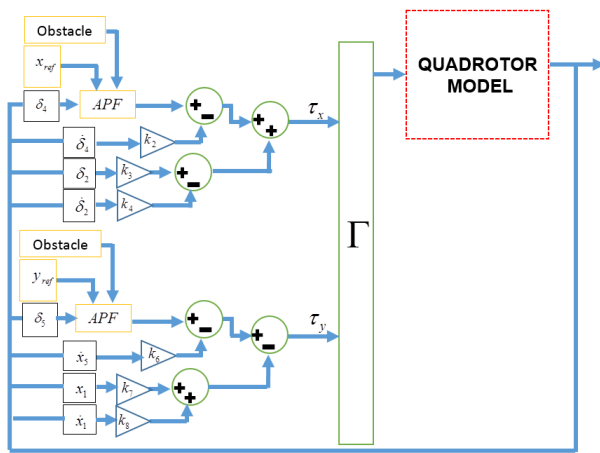 Obstacle
x_ref
δ_4
APF
+
-
+
+
τ_x
QUADROTOR
MODEL
δ̇_4
k_2
δ_2
k_3
+
-
δ̇_2
k_4
Γ
Obstacle
y_ref
δ_5
APF
+
-
+
-
τ_y
ẋ_5
k_6
x_1
k_7
+
+
ẋ_1
k_8